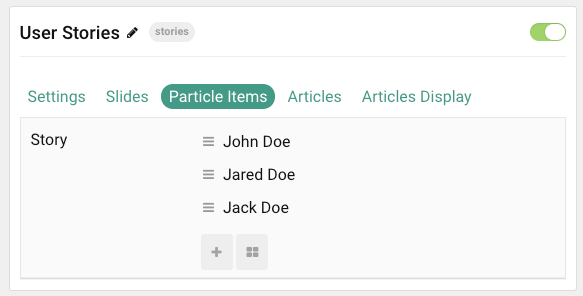 User Stories stories
Settings Slides Particle Items Articles Articles Display
Story
John Doe
Jared Doe
Jack Doe